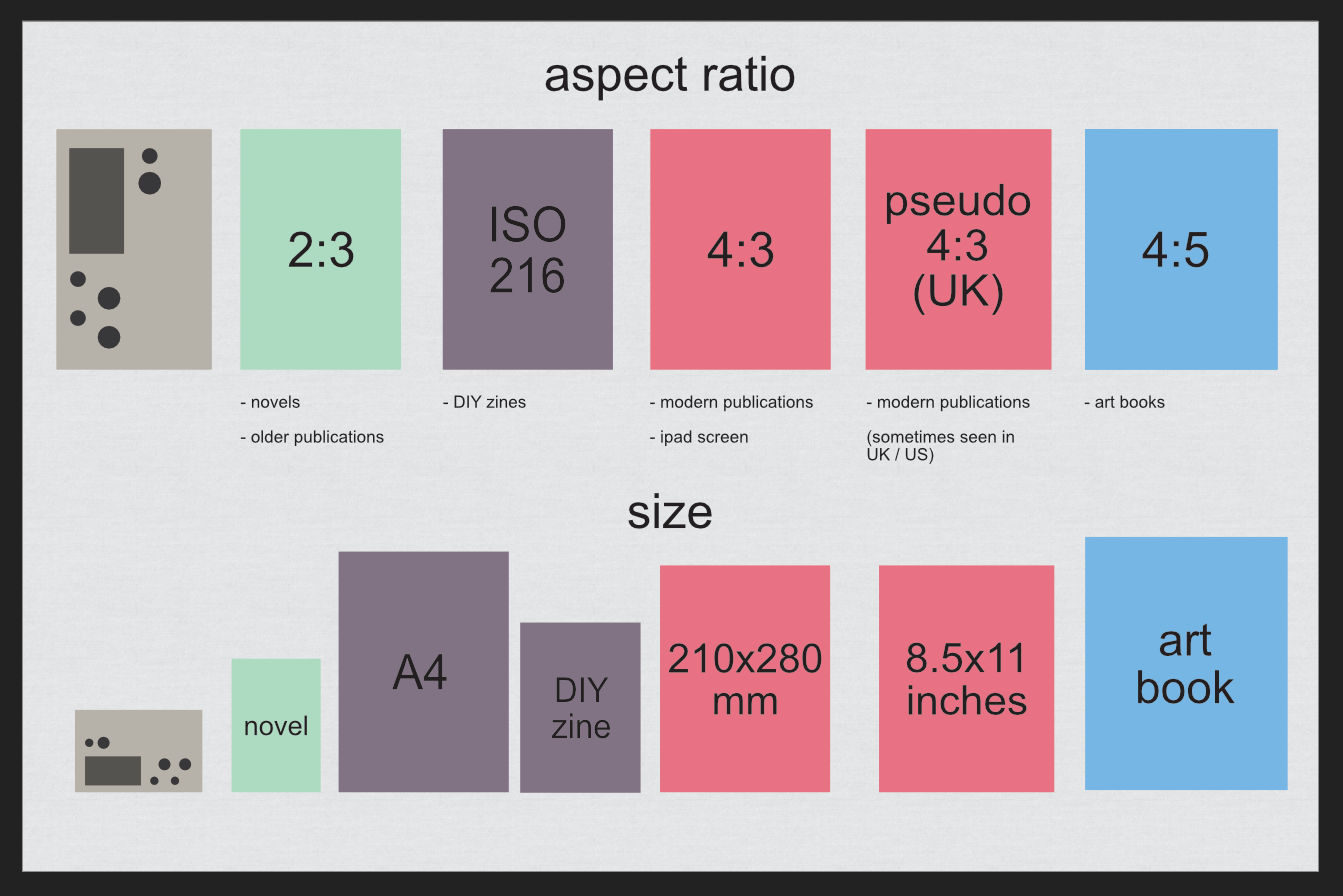 aspect ratio
2:3
ISO
216
4:3
pseudo
4:3
(UK)
4:5
- novels
- older publications
- DIY zines
- modern publications
- ipad screen
- modern publications
(sometimes seen in
UK / US)
- art books
size
novel
A4
DIY
zine
210x280
mm
8.5x11
inches
art
book